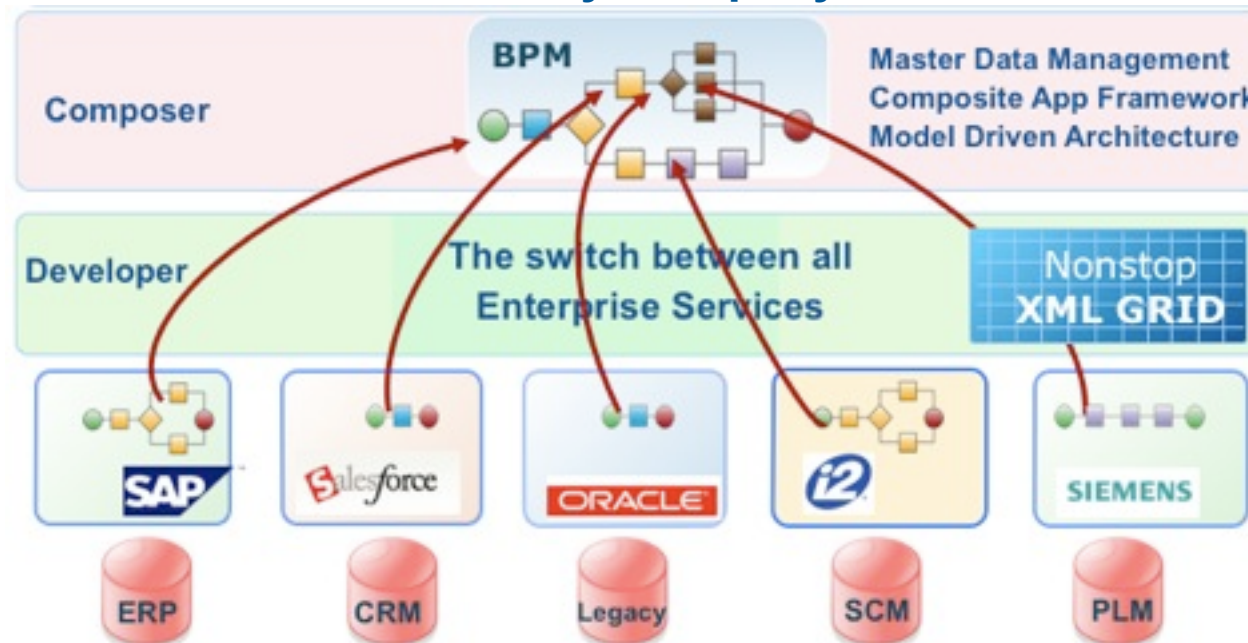 BPM
Composer
Master Data Management
Composite App Framework
Model Driven Architecture
Developer
The switch between all
Enterprise Services
Nonstop
XML GRID
SAP
Salesforce
ORACLE
i2
SIEMENS
ERP
CRM
Legacy
SCM
PLM